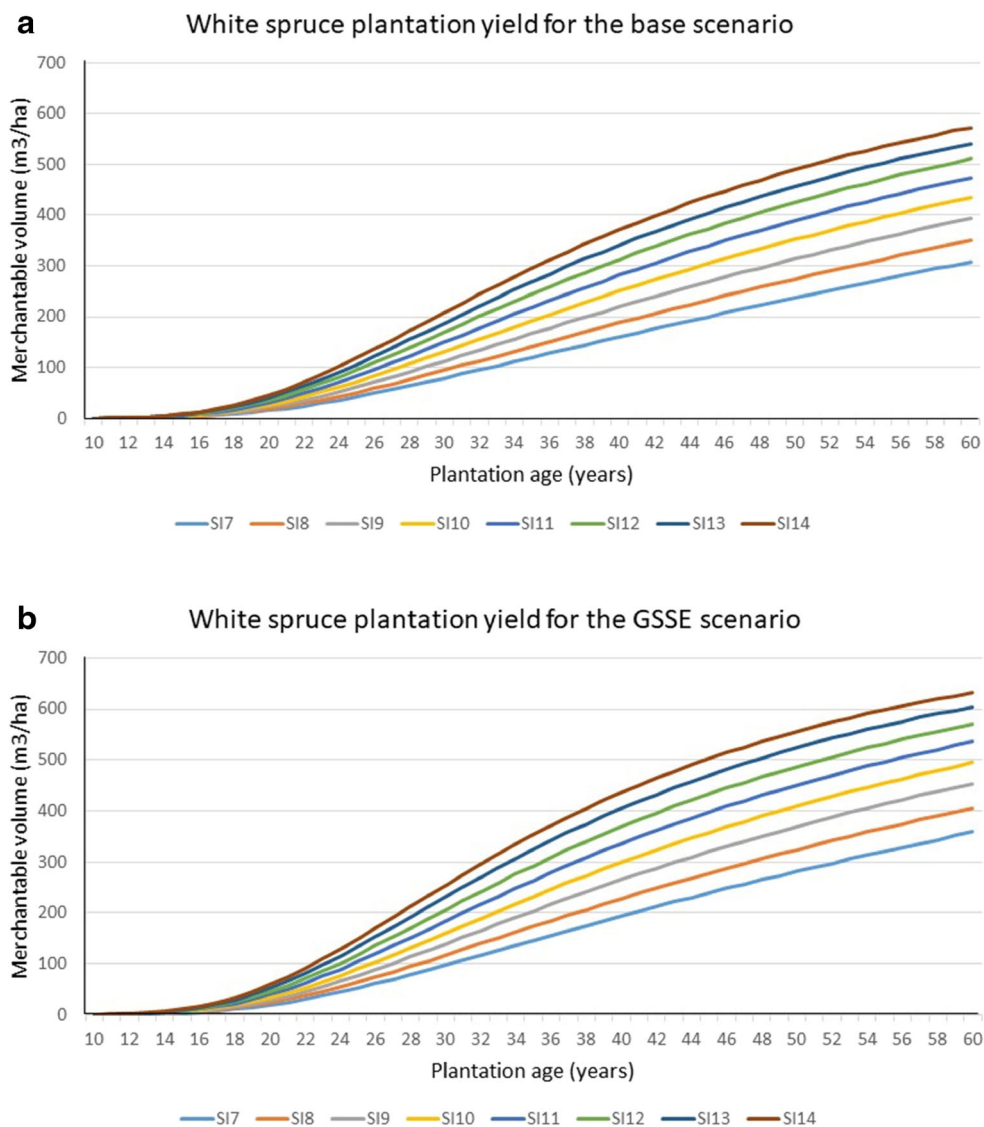 a
White spruce plantation yield for the base scenario
Merchantable volume (m3/ha)
700
600
500
400
300
200
100
0
10 12 14 16 18 20 22 24 26 28 30 32 34 36 38 40 42 44 46 48 50 52 54 56 58 60
Plantation age (years)
SI7 SI8 SI9 SI10 SI11 SI12 SI13 SI14
b
White spruce plantation yield for the GSSE scenario
Merchantable volume (m3/ha)
700
600
500
400
300
200
100
0
10 12 14 16 18 20 22 24 26 28 30 32 34 36 38 40 42 44 46 48 50 52 54 56 58 60
Plantation age (years)
SI7 SI8 SI9 SI10 SI11 SI12 SI13 SI14